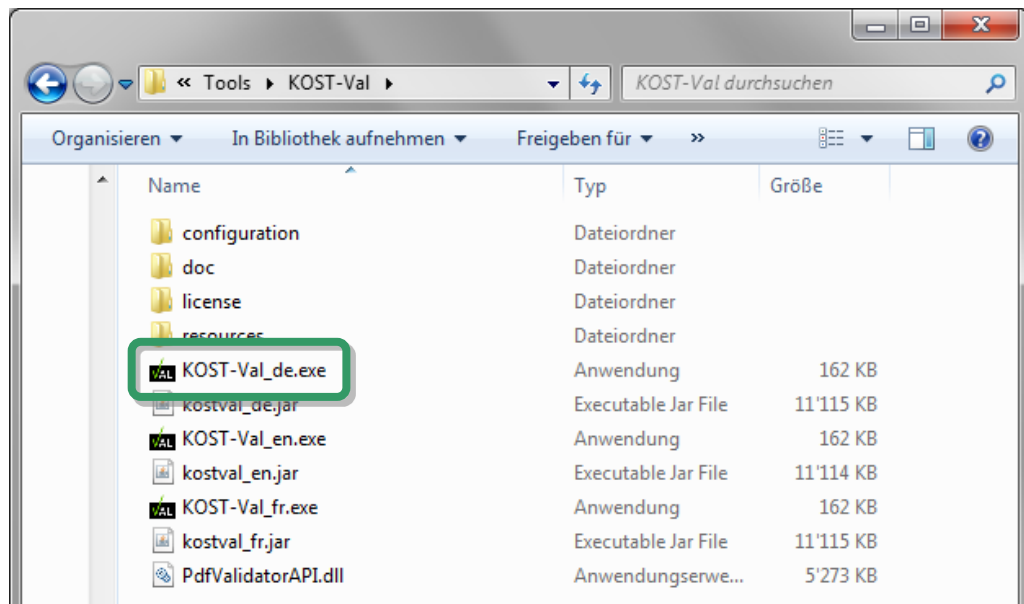 « Tools ▸ KOST-Val ▸ KOST-Val durchsuchen
Organisieren In Bibliothek aufnehmen Freigeben für »
Name Typ Größe
configuration Dateiordner
doc Dateiordner
license Dateiordner
resources Dateiordner
KOST-Val_de.exe Anwendung 162 KB
kostval_de.jar Executable Jar File 11'115 KB
KOST-Val_en.exe Anwendung 162 KB
kostval_en.jar Executable Jar File 11'114 KB
KOST-Val_fr.exe Anwendung 162 KB
kostval_fr.jar Executable Jar File 11'115 KB
PdfValidatorAPI.dll Anwendungserwe... 5'273 KB